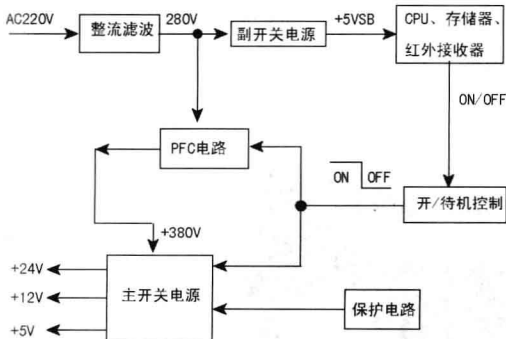 AC220V
整流滤波
280V
副开关电源
+5VSB
CPU、存储器、
红外接收器
ON/OFF
PFC电路
ON
OFF
开/待机控制
+380V
+24V
+12V
+5V
主开关电源
保护电路